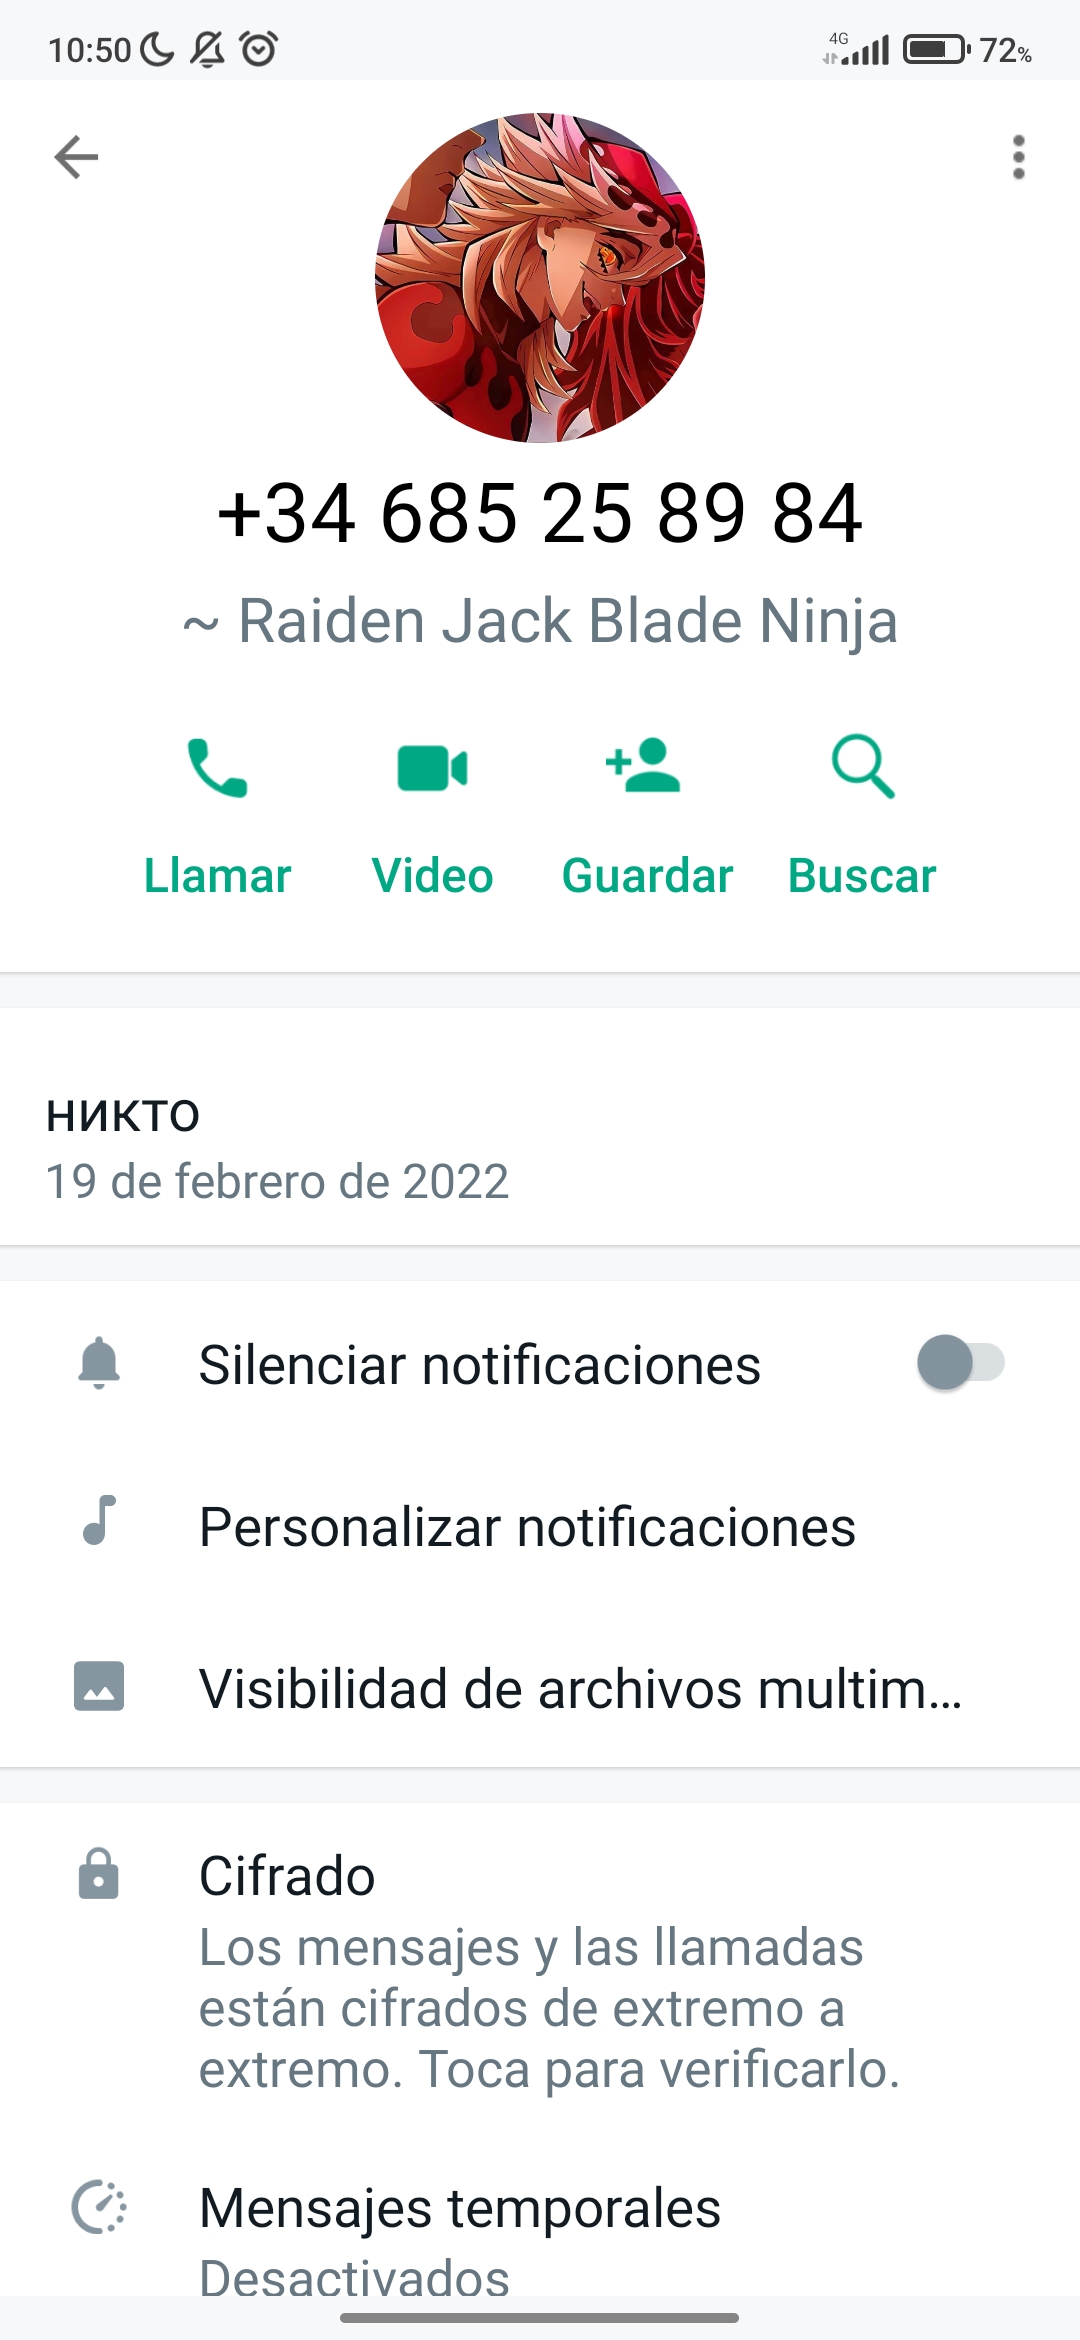 10:50
4G
72%
+34 685 25 89 84
~ Raiden Jack Blade Ninja
Llamar Video Guardar Buscar
никто
19 de febrero de 2022
Silenciar notificaciones
Personalizar notificaciones
Visibilidad de archivos multim...
Cifrado
Los mensajes y las llamadas
están cifrados de extremo a
extremo. Toca para verificarlo.
Mensajes temporales
Desactivados